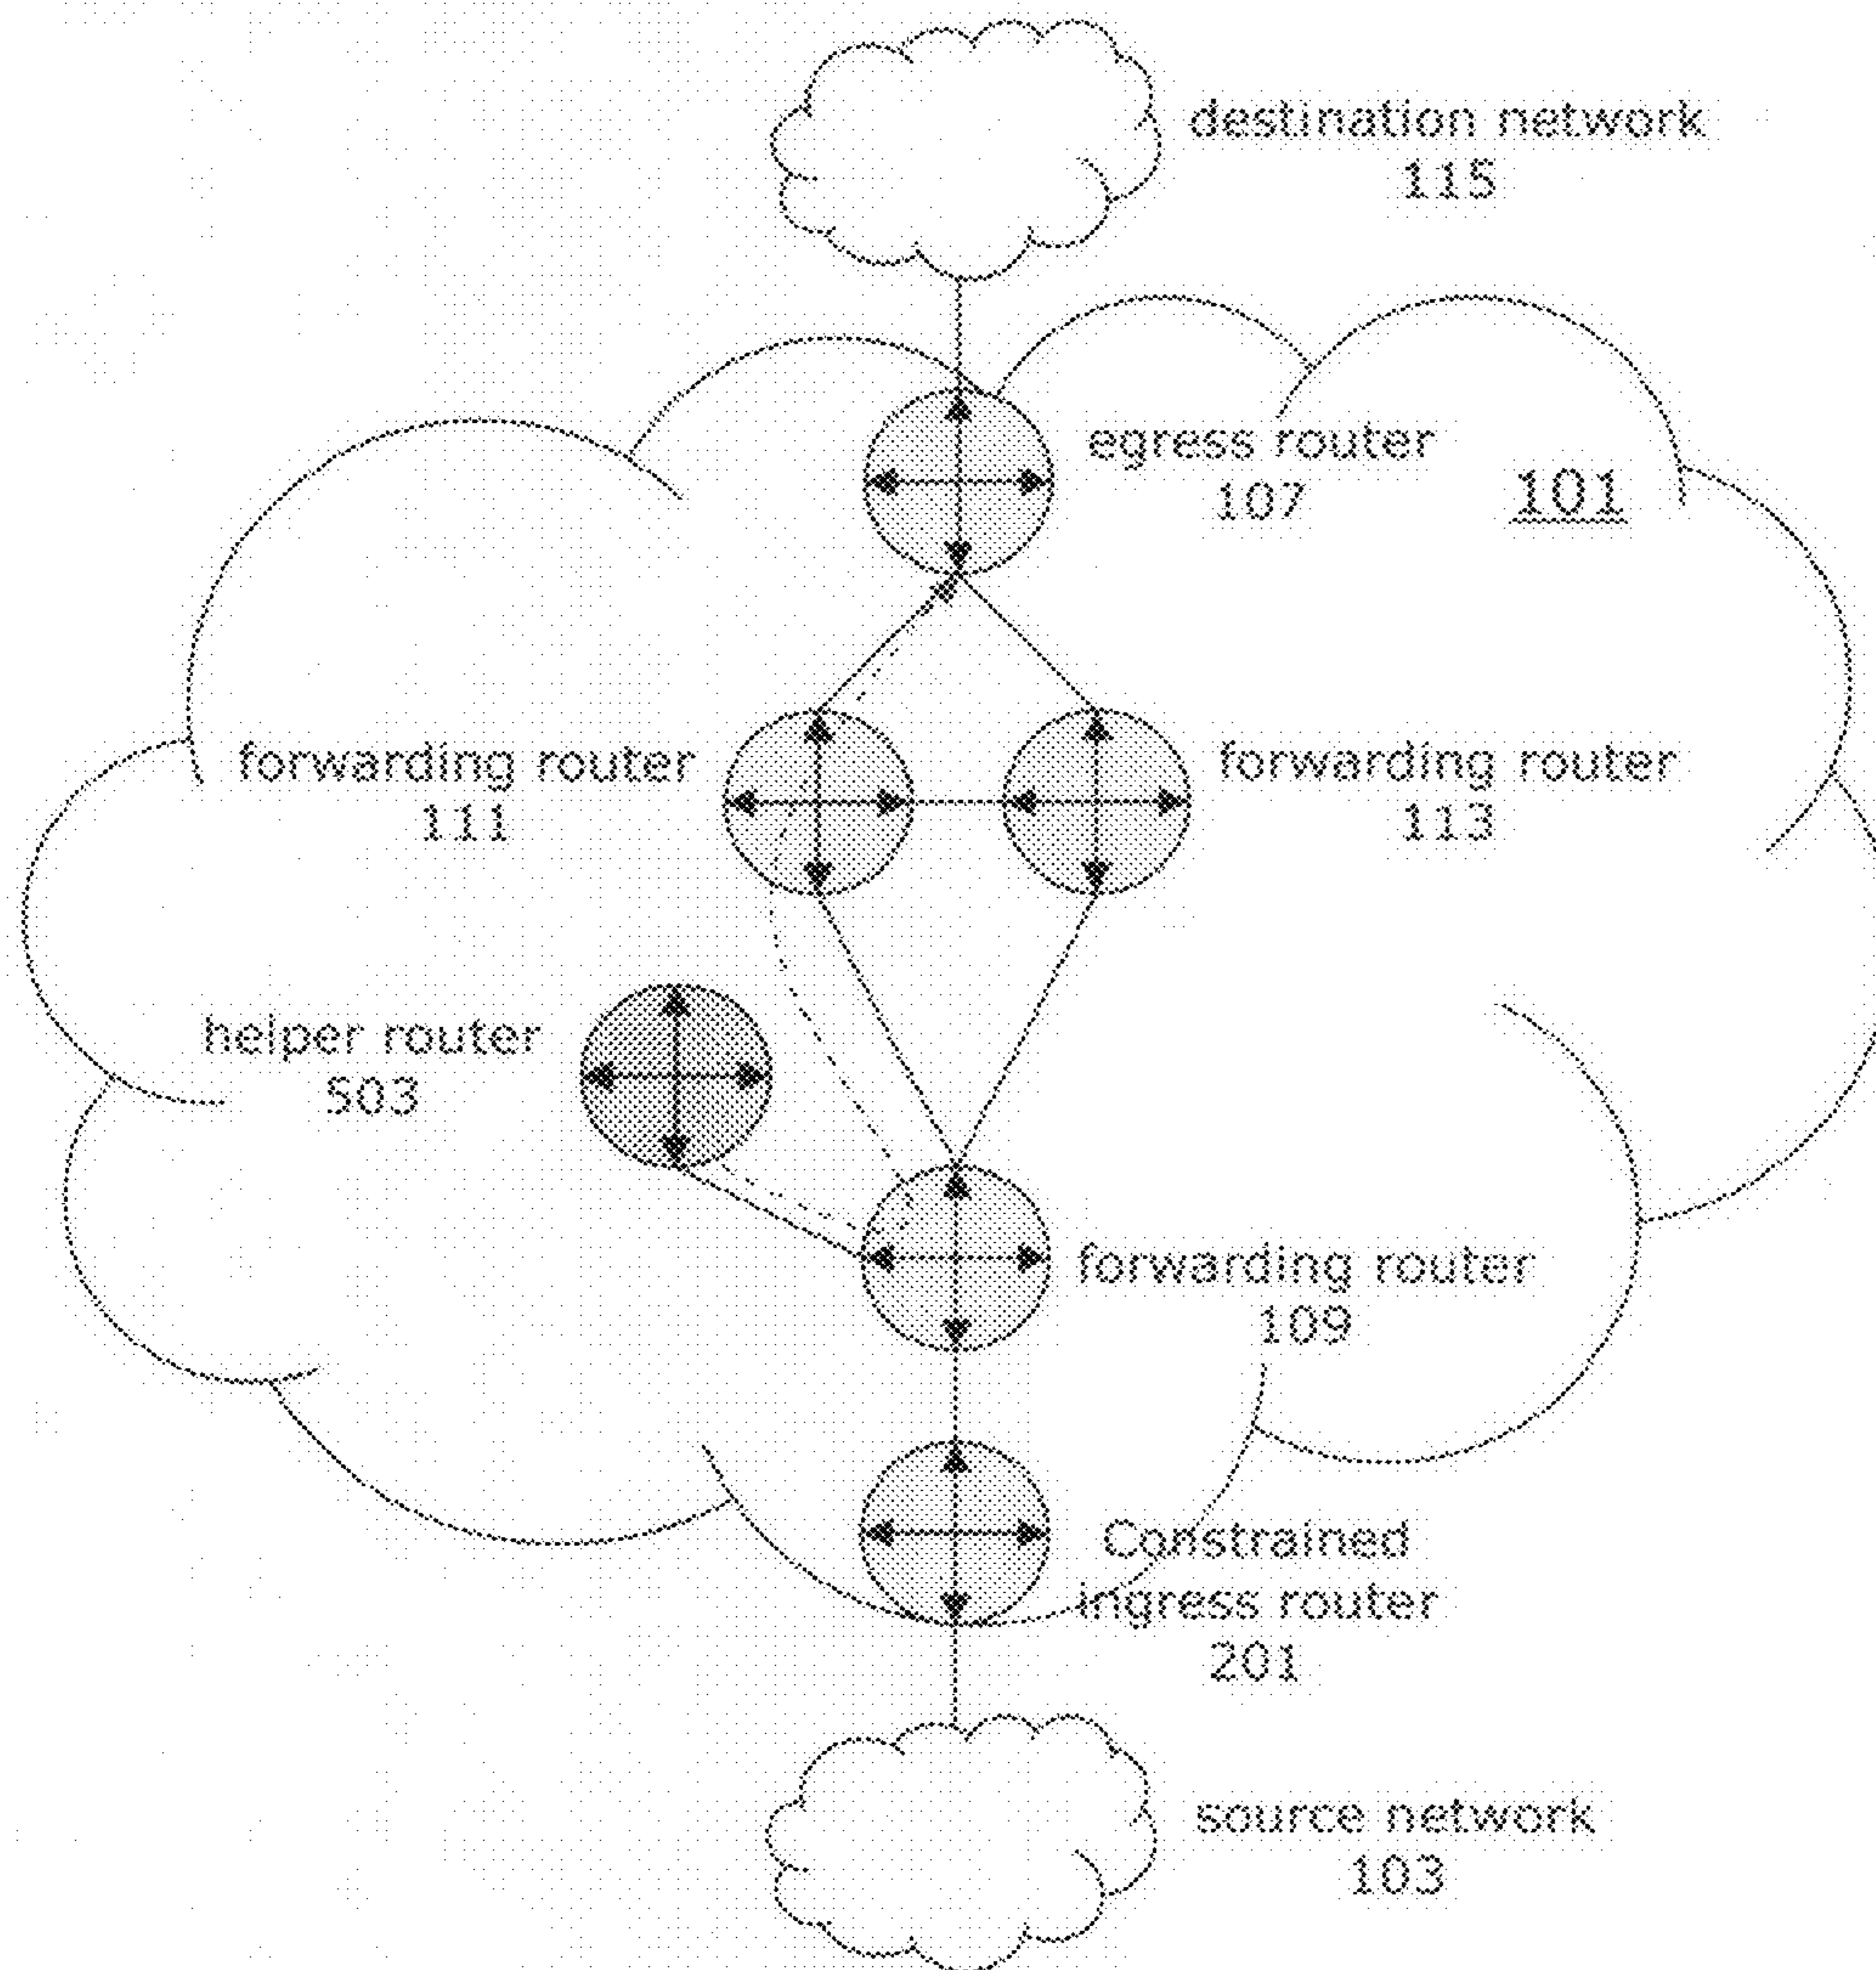 destination network
115
egress router
107
101
forwarding router
111
forwarding router
113
helper router
503
forwarding router
109
Constrained
ingress router
201
source network
103